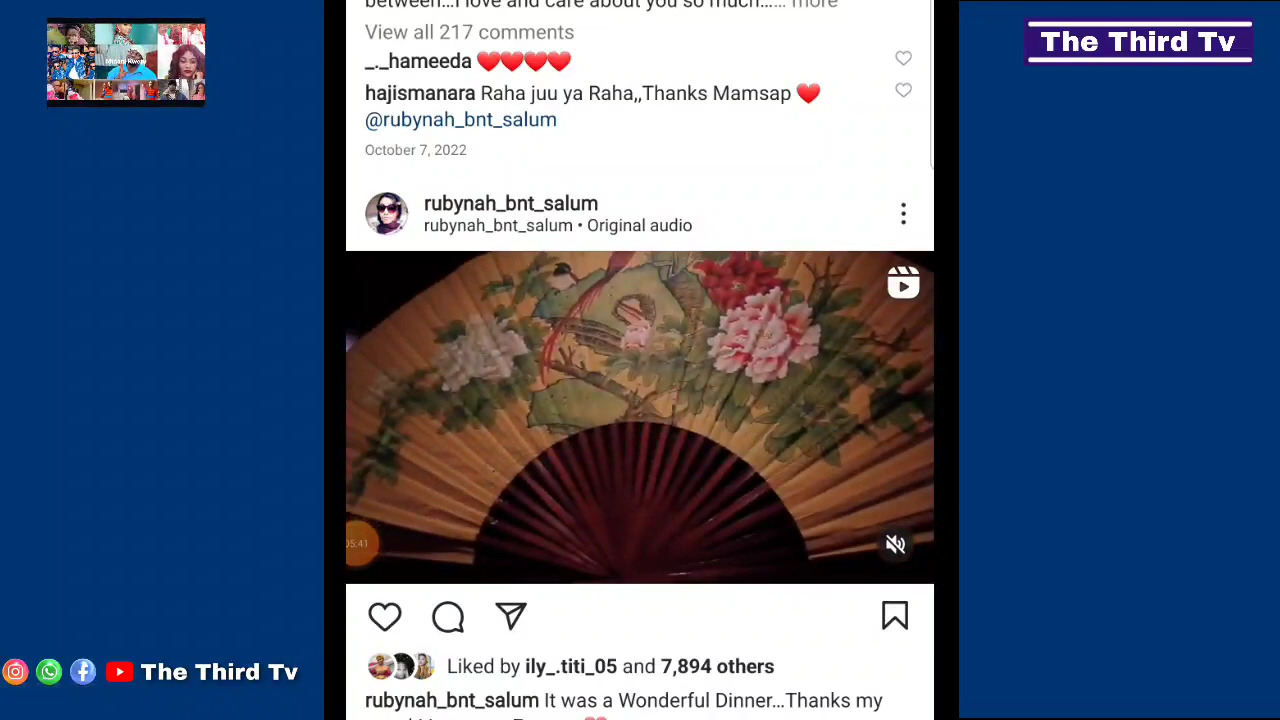 between...I love and care about you so much...... more
View all 217 comments
_._hameeda ❤️❤️❤️❤️
hajismanara Raha juu ya Raha,,Thanks Mamsap ❤️
@rubynah_bnt_salum
October 7, 2022
rubynah_bnt_salum
rubynah_bnt_salum • Original audio
05:41
Liked by ily_.titi_05 and 7,894 others
rubynah_bnt_salum It was a Wonderful Dinner...Thanks my
The Third Tv
The Third Tv